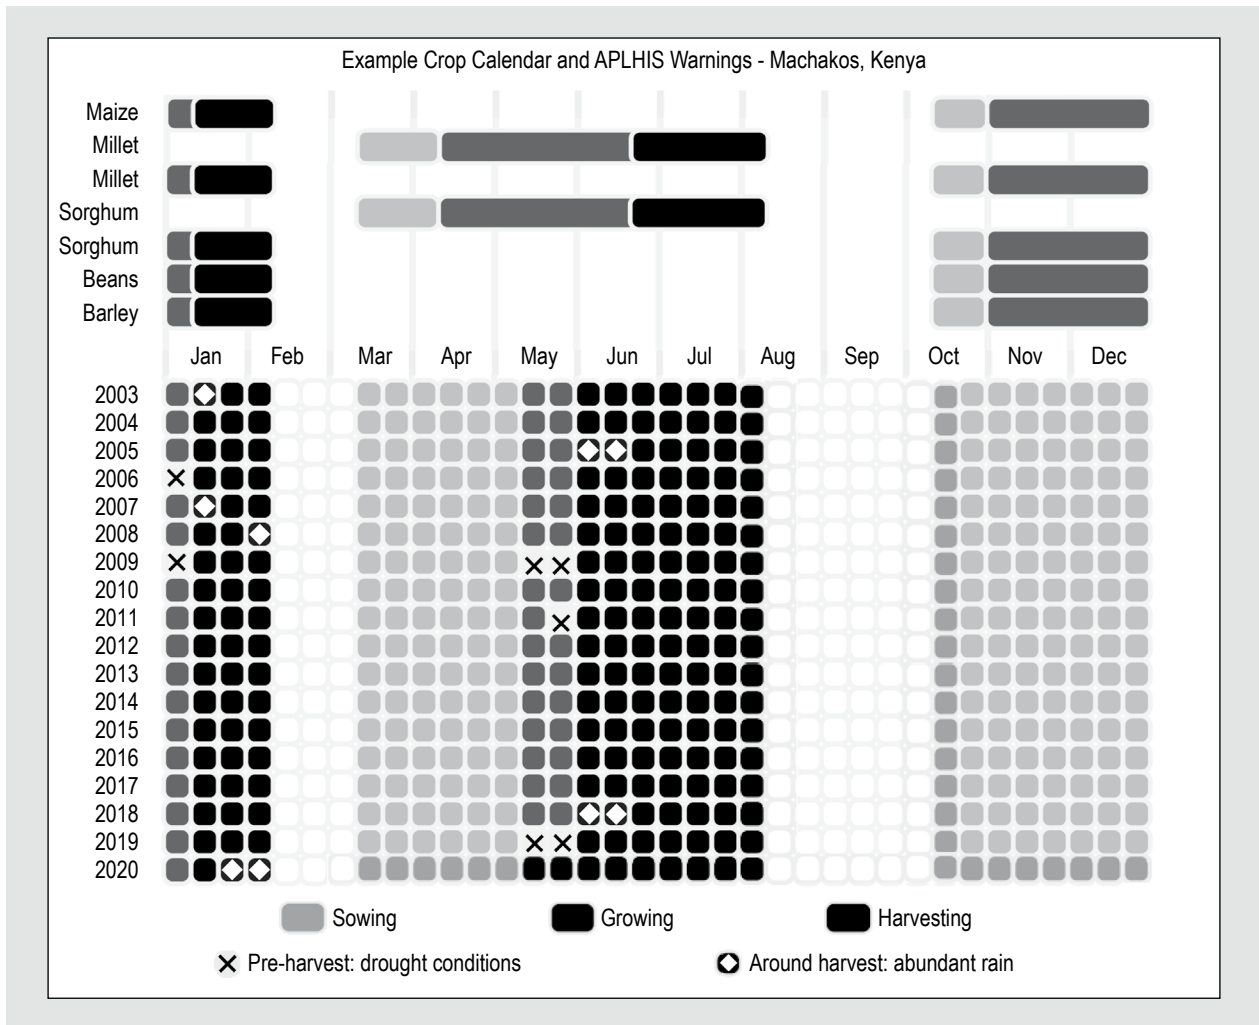 Example Crop Calendar and APLHIS Warnings - Machakos, Kenya
Maize
Millet
Millet
Sorghum
Sorghum
Beans
Barley
Jan Feb Mar Apr May Jun Jul Aug Sep Oct Nov Dec
2003
2004
2005
2006
2007
2008
2009
2010
2011
2012
2013
2014
2015
2016
2017
2018
2019
2020
Sowing Growing Harvesting
Pre-harvest: drought conditions Around harvest: abundant rain